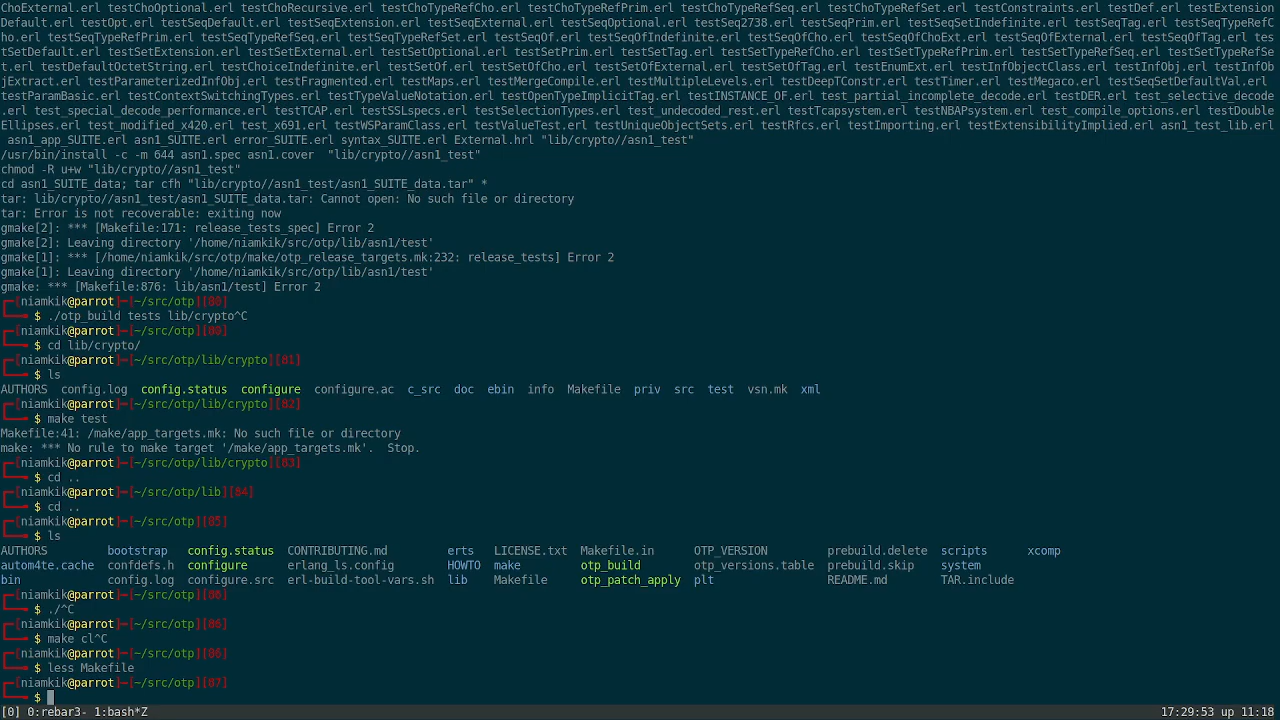 ChoExternal.erl testChoOptional.erl testChoRecursive.erl testChoTypeRefCho.erl testChoTypeRefPrim.erl testChoTypeRefSeq.erl testChoTypeRefSet.erl testConstraints.erl testDef.erl testExtension
Default.erl testOpt.erl testSeqDefault.erl testSeqExtension.erl testSeqExternal.erl testSeqOptional.erl testSeq2738.erl testSeqPrim.erl testSeqSetIndefinite.erl testSeqTag.erl testSeqTypeRefC
ho.erl testSeqTypeRefPrim.erl testSeqTypeRefSeq.erl testSeqTypeRefSet.erl testSeqOf.erl testSeqOfIndefinite.erl testSeqOfCho.erl testSeqOfChoExt.erl testSeqOfExternal.erl testSeqOfTag.erl tes
tSetDefault.erl testSetExtension.erl testSetExternal.erl testSetOptional.erl testSetPrim.erl testSetTag.erl testSetTypeRefCho.erl testSetTypeRefPrim.erl testSetTypeRefSeq.erl testSetTypeRefSe
t.erl testDefaultOctetString.erl testChoiceIndefinite.erl testSetOf.erl testSetOfCho.erl testSetOfExternal.erl testSetOfTag.erl testEnumExt.erl testInfObjectClass.erl testInfObj.erl testInfOb
jExtract.erl testParameterizedInfObj.erl testFragmented.erl testMaps.erl testMergeCompile.erl testMultipleLevels.erl testDeepTConstr.erl testTimer.erl testMegaco.erl testSeqSetDefaultVal.erl
testParamBasic.erl testContextSwitchingTypes.erl testTypeValueNotation.erl testOpenTypeImplicitTag.erl testINSTANCE_OF.erl test_partial_incomplete_decode.erl testDER.erl test_selective_decode
.erl test_special_decode_performance.erl testTCAP.erl testSSLspecs.erl testSelectionTypes.erl test_undecoded_rest.erl testTcapsystem.erl testNBAPsystem.erl test_compile_options.erl testDouble
Ellipses.erl test_modified_x420.erl test_x691.erl testWSParamClass.erl testValueTest.erl testUniqueObjectSets.erl testRfcs.erl testImporting.erl testExtensibilityImplied.erl asn1_test_lib.erl
asn1_app_SUITE.erl asn1_SUITE.erl error_SUITE.erl syntax_SUITE.erl External.hrl "lib/crypto//asn1_test"
/usr/bin/install -c -m 644 asn1.spec asn1.cover  "lib/crypto//asn1_test"
chmod -R u+w "lib/crypto//asn1_test"
cd asn1_SUITE_data; tar cfh "lib/crypto//asn1_test/asn1_SUITE_data.tar" *
tar: lib/crypto//asn1_test/asn1_SUITE_data.tar: Cannot open: No such file or directory
tar: Error is not recoverable: exiting now
gmake[2]: *** [Makefile:171: release_tests_spec] Error 2
gmake[2]: Leaving directory '/home/niamkik/src/otp/lib/asn1/test'
gmake[1]: *** [/home/niamkik/src/otp/make/otp_release_targets.mk:232: release_tests] Error 2
gmake[1]: Leaving directory '/home/niamkik/src/otp/lib/asn1/test'
gmake: *** [Makefile:876: lib/asn1/test] Error 2
┌─[niamkik@parrot]─[~/src/otp][80]
└──╼ $ ./otp_build tests lib/crypto^C
┌─[niamkik@parrot]─[~/src/otp][80]
└──╼ $ cd lib/crypto/
┌─[niamkik@parrot]─[~/src/otp/lib/crypto][81]
└──╼ $ ls
AUTHORS  config.log  config.status  configure  configure.ac  c_src  doc  ebin  info  Makefile  priv  src  test  vsn.mk  xml
┌─[niamkik@parrot]─[~/src/otp/lib/crypto][82]
└──╼ $ make test
Makefile:41: /make/app_targets.mk: No such file or directory
make: *** No rule to make target '/make/app_targets.mk'.  Stop.
┌─[niamkik@parrot]─[~/src/otp/lib/crypto][83]
└──╼ $ cd ..
┌─[niamkik@parrot]─[~/src/otp/lib][84]
└──╼ $ cd ..
┌─[niamkik@parrot]─[~/src/otp][85]
└──╼ $ ls
AUTHORS         bootstrap   config.status  CONTRIBUTING.md         erts   LICENSE.txt  Makefile.in      OTP_VERSION         prebuild.delete  scripts      xcomp
autom4te.cache  confdefs.h  configure      erlang_ls.config        HOWTO  make         otp_build        otp_versions.table  prebuild.skip    system
bin             config.log  configure.src  erl-build-tool-vars.sh  lib    Makefile     otp_patch_apply  plt                 README.md        TAR.include
┌─[niamkik@parrot]─[~/src/otp][86]
└──╼ $ ./^C
┌─[niamkik@parrot]─[~/src/otp][86]
└──╼ $ make cl^C
┌─[niamkik@parrot]─[~/src/otp][86]
└──╼ $ less Makefile
┌─[niamkik@parrot]─[~/src/otp][87]
└──╼ $
[0] 0:rebar3- 1:bash*Z 17:29:53 up 11:18